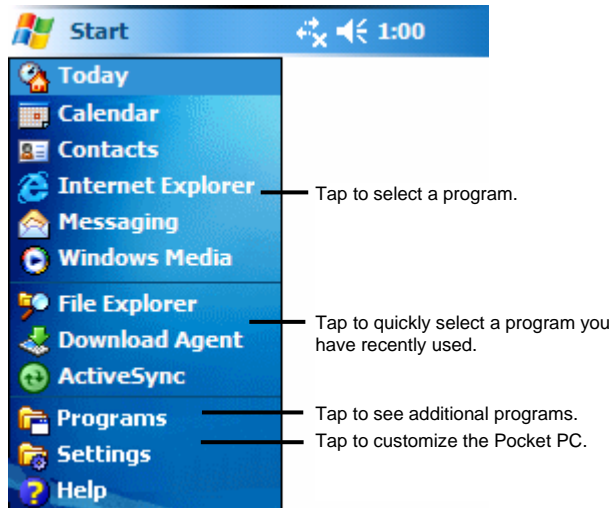 Start 1:00
Today
Calendar
Contacts
Internet Explorer
Tap to select a program.
Messaging
Windows Media
File Explorer
Download Agent
Tap to quickly select a program you
have recently used.
ActiveSync
Programs
Tap to see additional programs.
Settings
Tap to customize the Pocket PC.
Help